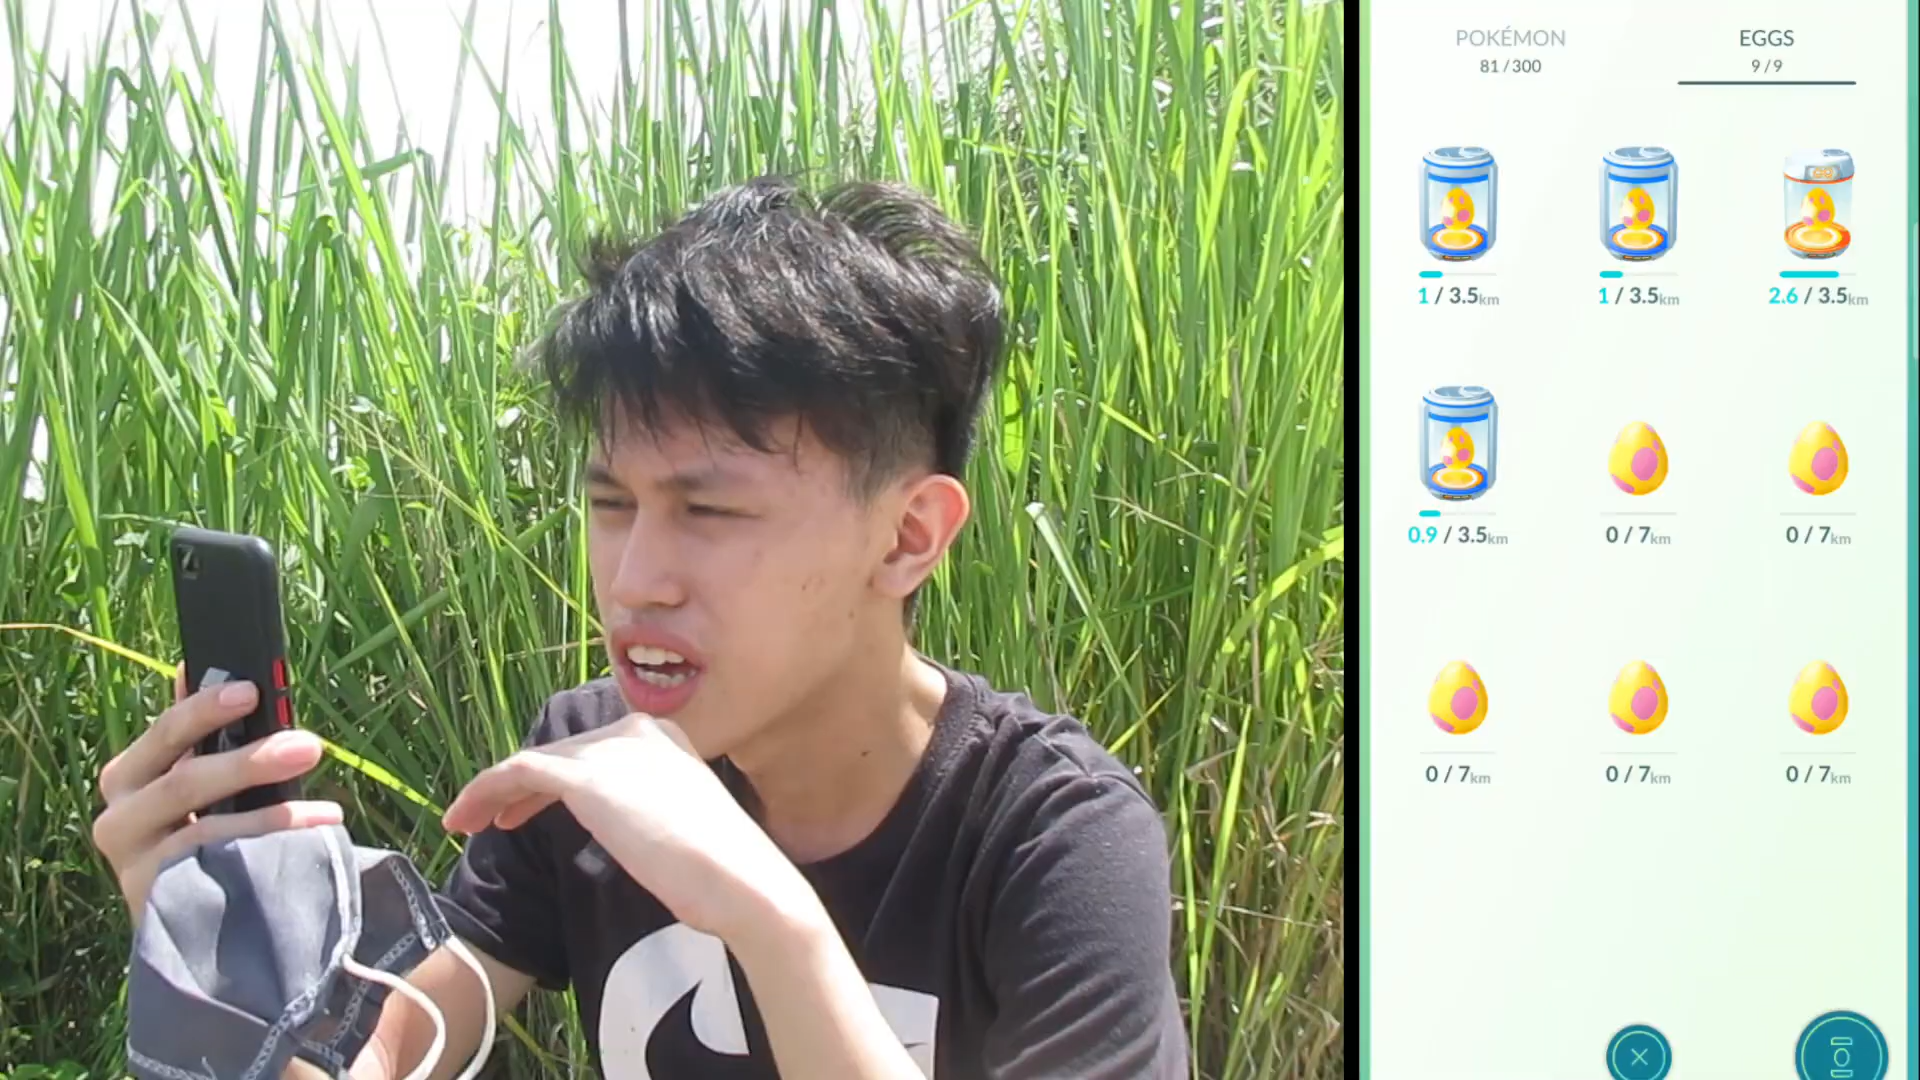 POKÉMON
81 / 300
EGGS
9 / 9
1 / 3.5km
1 / 3.5km
2.6 / 3.5km
0.9 / 3.5km
0 / 7km
0 / 7km
0 / 7km
0 / 7km
0 / 7km